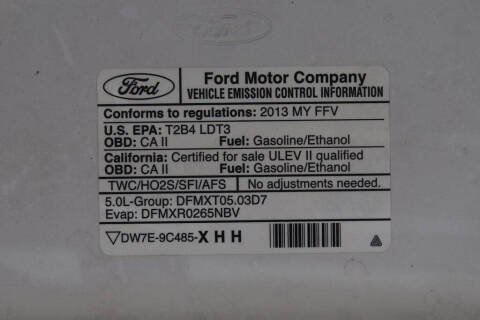 Ford
Ford
Ford Motor Company
VEHICLE EMISSION CONTROL INFORMATION
Conforms to regulations: 2013 MY FFV
U.S. EPA: T2B4 LDT3
OBD: CA II Fuel: Gasoline/Ethanol
California: Certified for sale ULEV II qualified
OBD: CA II Fuel: Gasoline/Ethanol
TWC/HO2S/SFI/AFS No adjustments needed.
5.0L-Group: DFMXT05.03D7
Evap: DFMXR0265NBV
DW7E-9C485-X H H